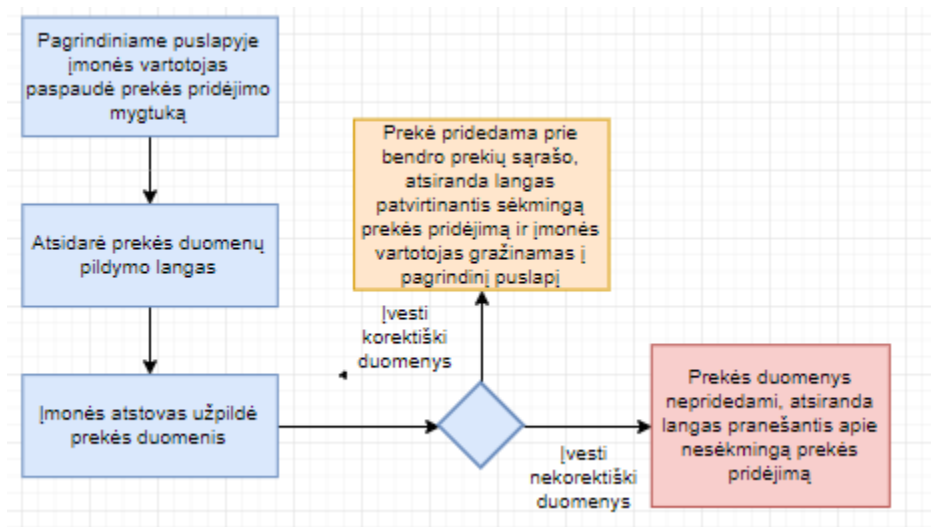 Pagrindiniame puslapyje
įmonės vartotojas
paspaudė prekės pridėjimo
mygtuką
Atsidarė prekės duomenų
pildymo langas
Įmonės atstovas užpildė
prekės duomenis
Prekė pridedama prie
bendro prekių sąrašo,
atsiranda langas
patvirtinantis sėkmingą
prekės pridėjimą ir įmonės
vartotojas gražinamas į
pagrindinį puslapį
Įvesti
korektiški
duomenys
Įvesti
nekorektiški
duomenys
Prekės duomenys
nepridedami, atsiranda
langas pranešantis apie
nesėkmingą prekės
pridėjimą